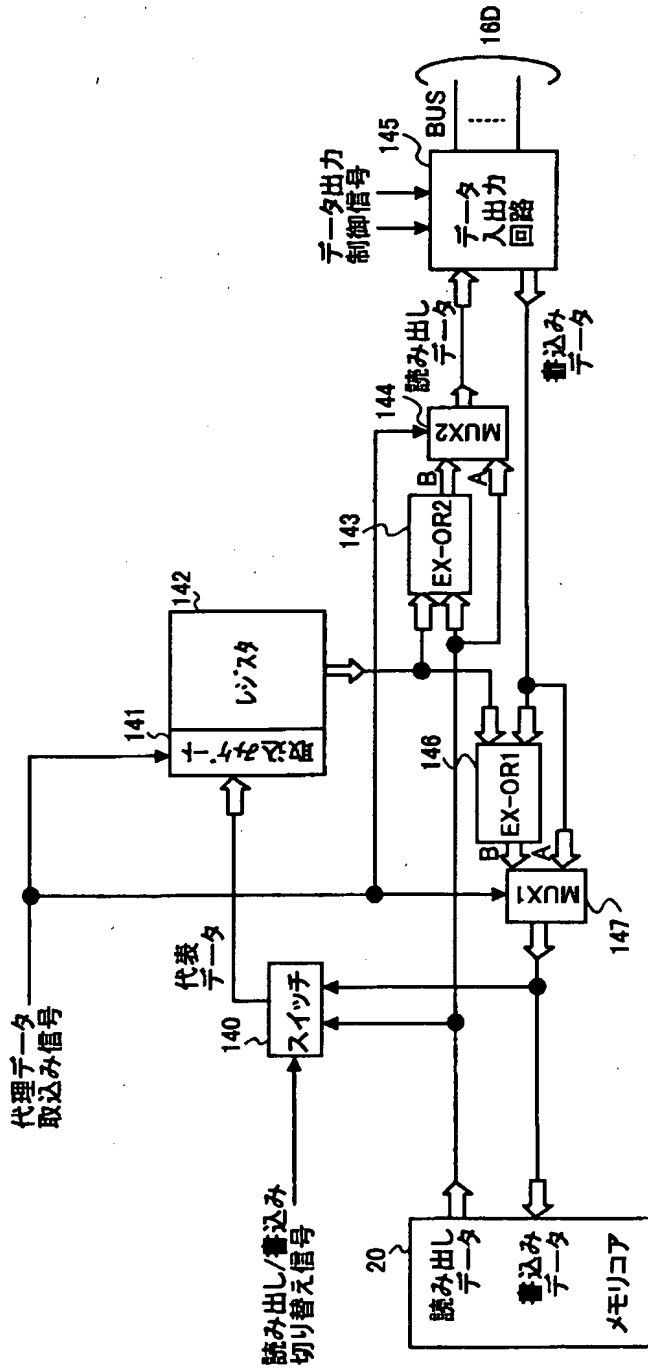 代理データ
取込み信号
読み出し/書込み
切り替え信号
代表
データ
140
スイッチ
141
取込みゲート
142
レジスタ
143
EX-OR2
B
A
144
MUX2
読み出し
データ
データ出力
制御信号
145
データ
入出力
回路
BUS
16D
書込み
データ
146
EX-OR1
B
A
MUX1
147
20
読み出し
データ
書込み
データ
メモリコア